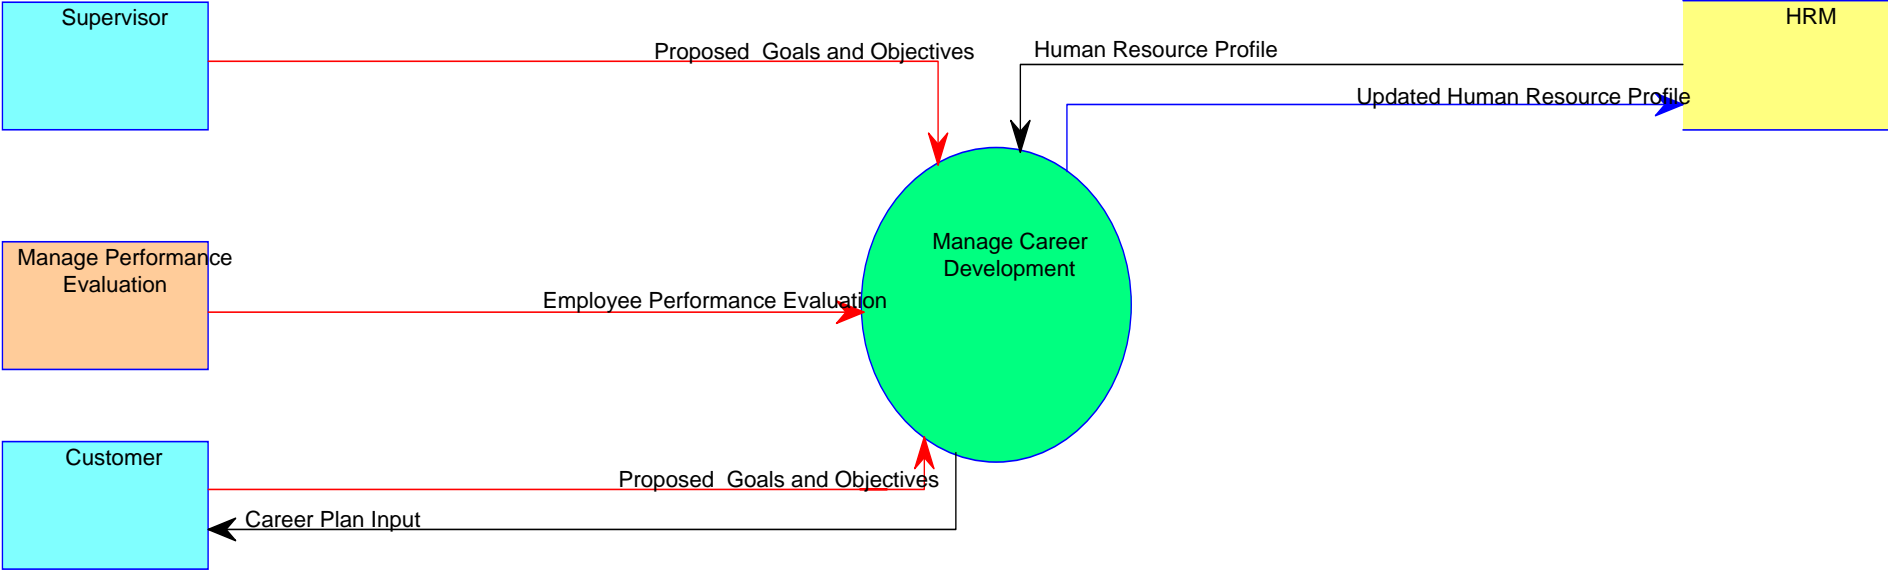 Supervisor
HRM
Proposed  Goals and Objectives
Human Resource Profile
Updated Human Resource Profile
Manage Career
Development
Manage Performance
Evaluation
Employee Performance Evaluation
Customer
Proposed  Goals and Objectives
Career Plan Input